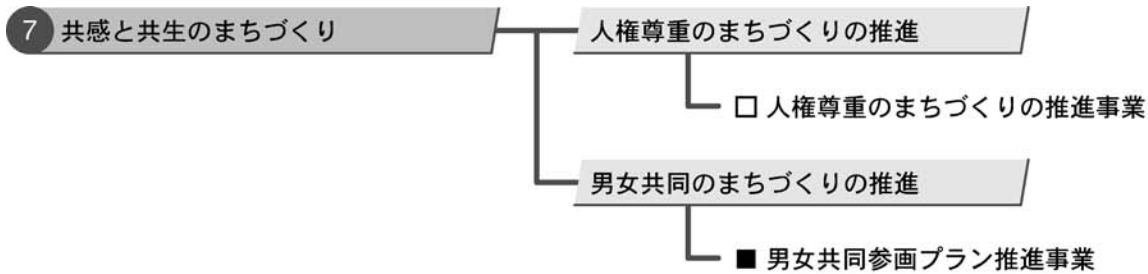 7 共感と共生のまちづくり
人権尊重のまちづくりの推進
□ 人権尊重のまちづくりの推進事業
男女共同のまちづくりの推進
■ 男女共同参画プラン推進事業